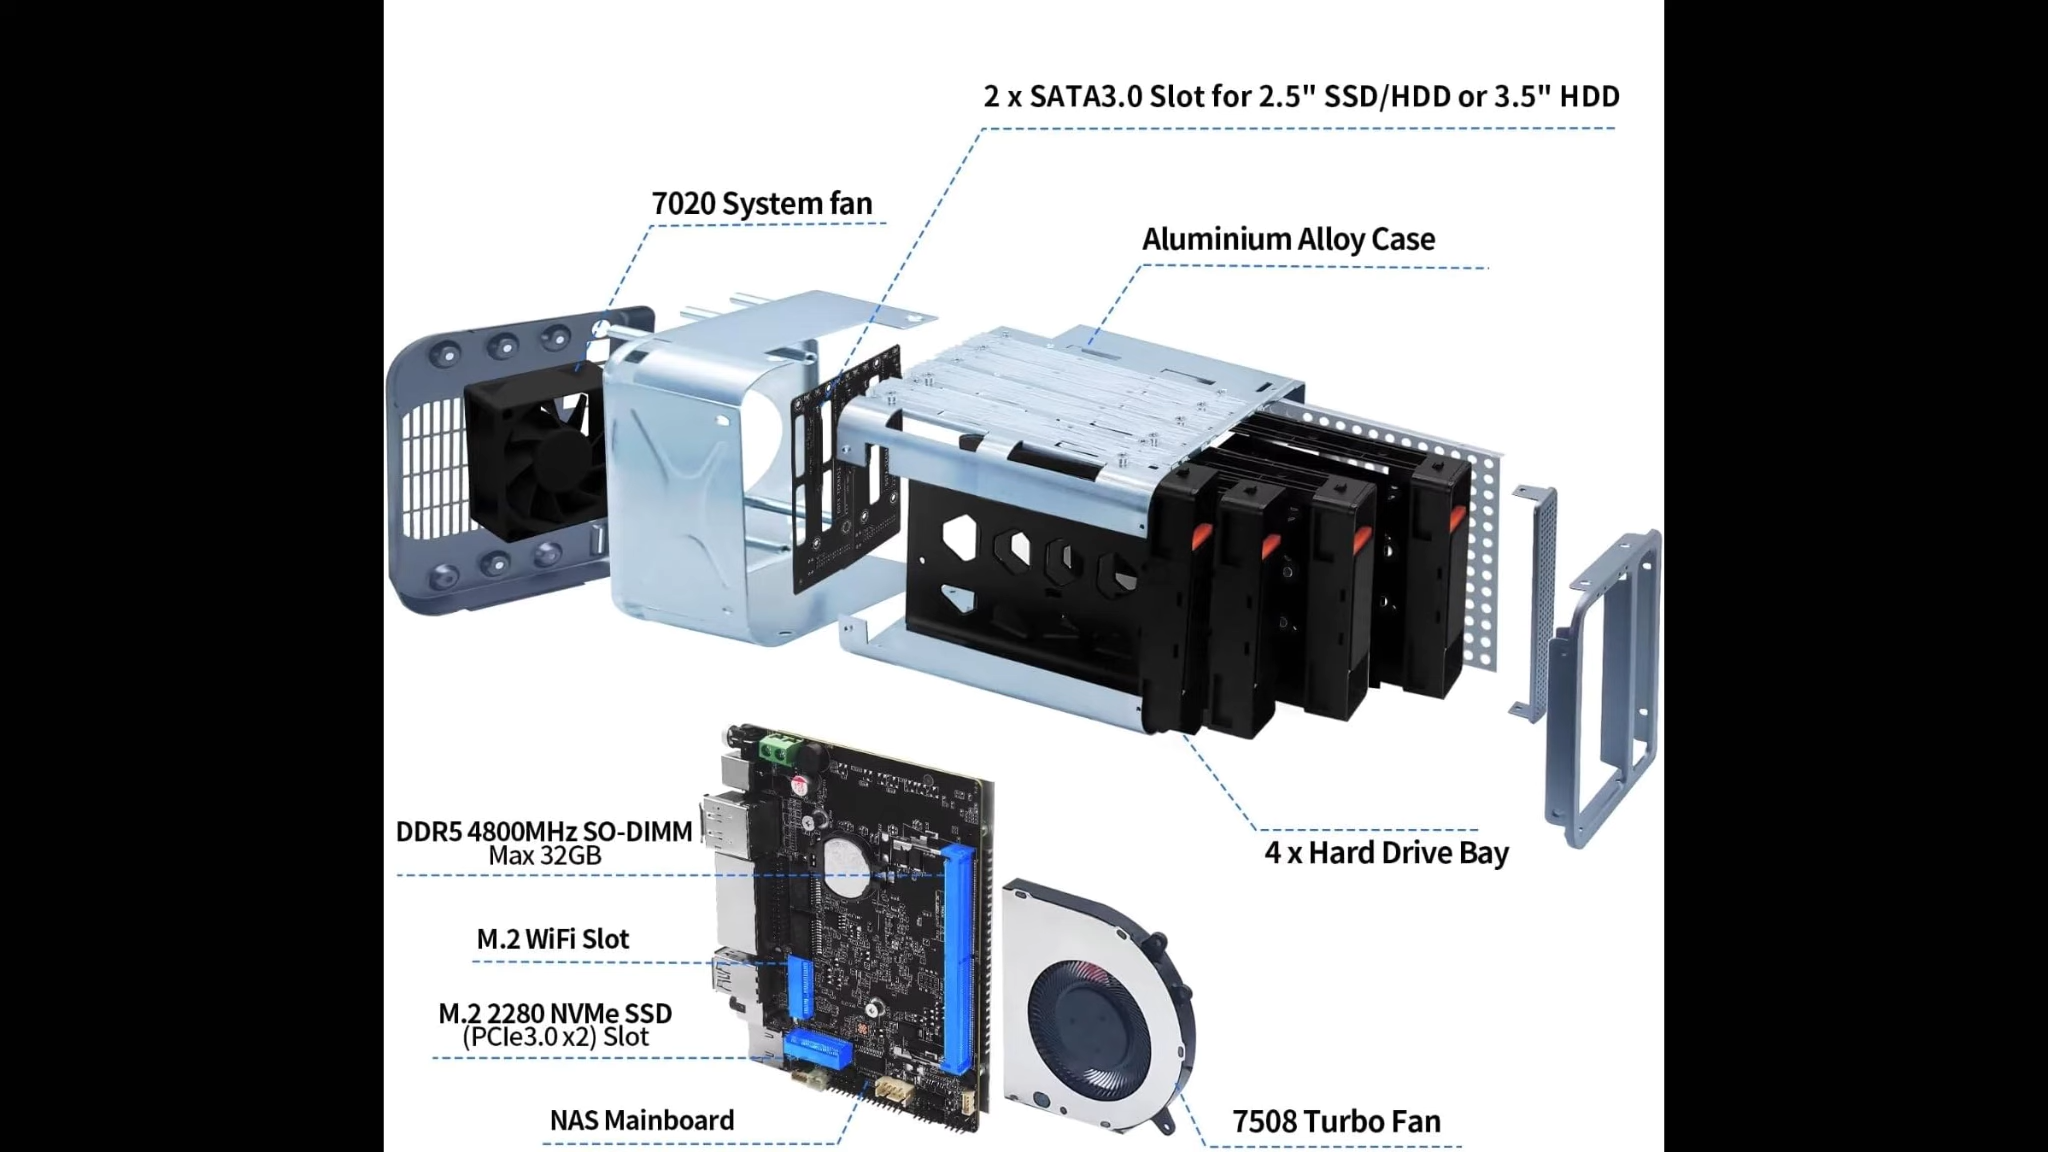 2 x SATA3.0 Slot for 2.5" SSD/HDD or 3.5" HDD
7020 System fan
Aluminium Alloy Case
DDR5 4800MHz SO-DIMM
Max 32GB
4 x Hard Drive Bay
M.2 WiFi Slot
M.2 2280 NVMe SSD
(PCIe3.0 x2) Slot
NAS Mainboard
7508 Turbo Fan